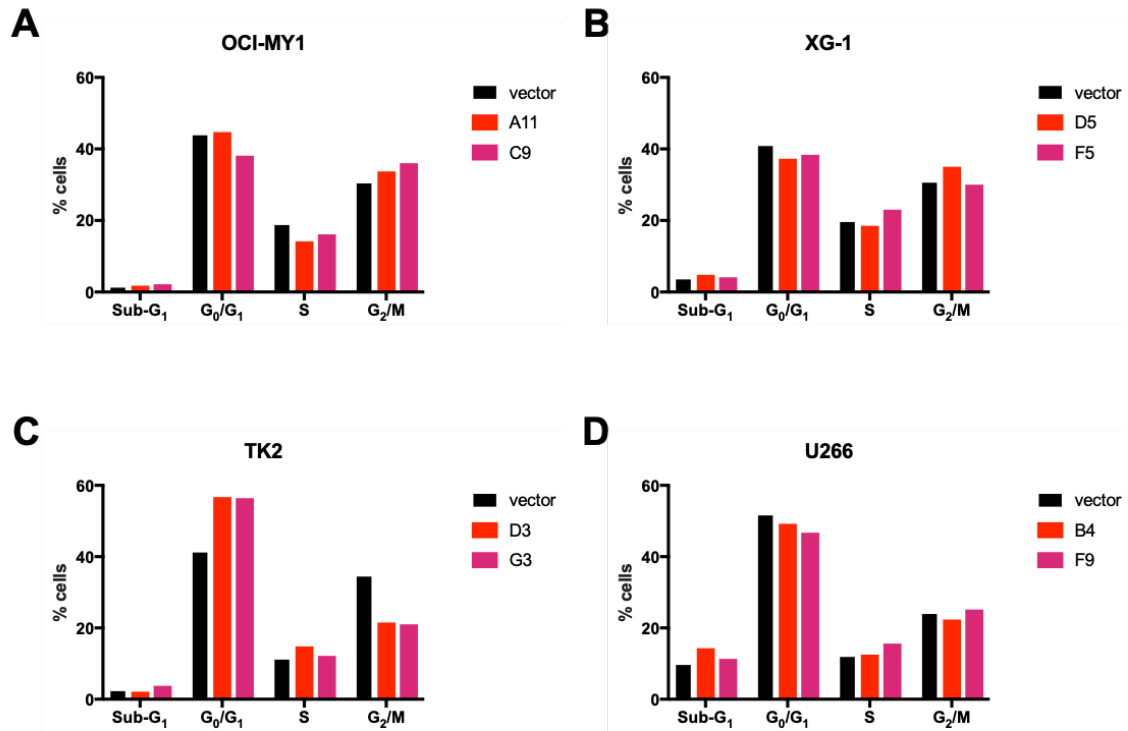 A
OCI-MY1
% cells
60
40
20
0
Sub-G₁ G₀/G₁ S G₂/M
vector
A11
C9
B
XG-1
% cells
60
40
20
0
Sub-G₁ G₀/G₁ S G₂/M
vector
D5
F5
C
TK2
% cells
60
40
20
0
Sub-G₁ G₀/G₁ S G₂/M
vector
D3
G3
D
U266
% cells
60
40
20
0
Sub-G₁ G₀/G₁ S G₂/M
vector
B4
F9